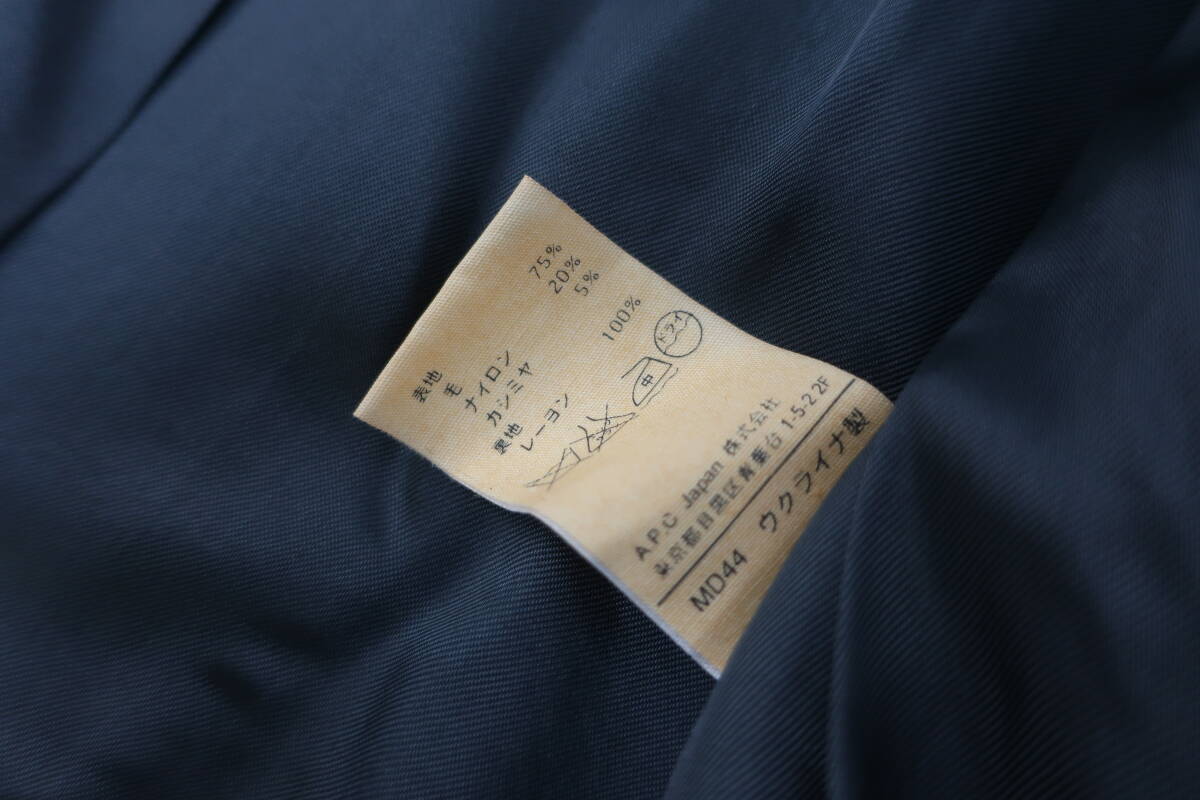 表地
毛 75%
ナイロン 20%
カシミヤ 5%
裏地
レーヨン 100%
中 ドライ
A.P.C Japan 株式会社
東京都目黒区青葉台 1-5-2 2F
MD44 ウクライナ製